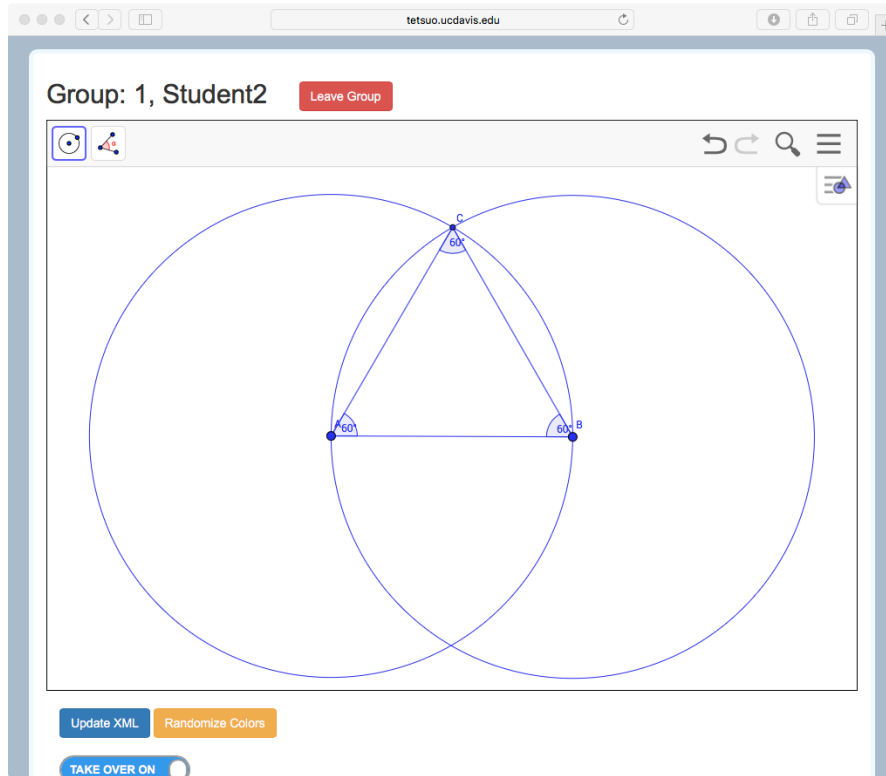 tetsuo.ucdavis.edu
Group: 1, Student2
Leave Group
C
60°
A
60°
60°
B
Update XML
Randomize Colors
TAKE OVER ON